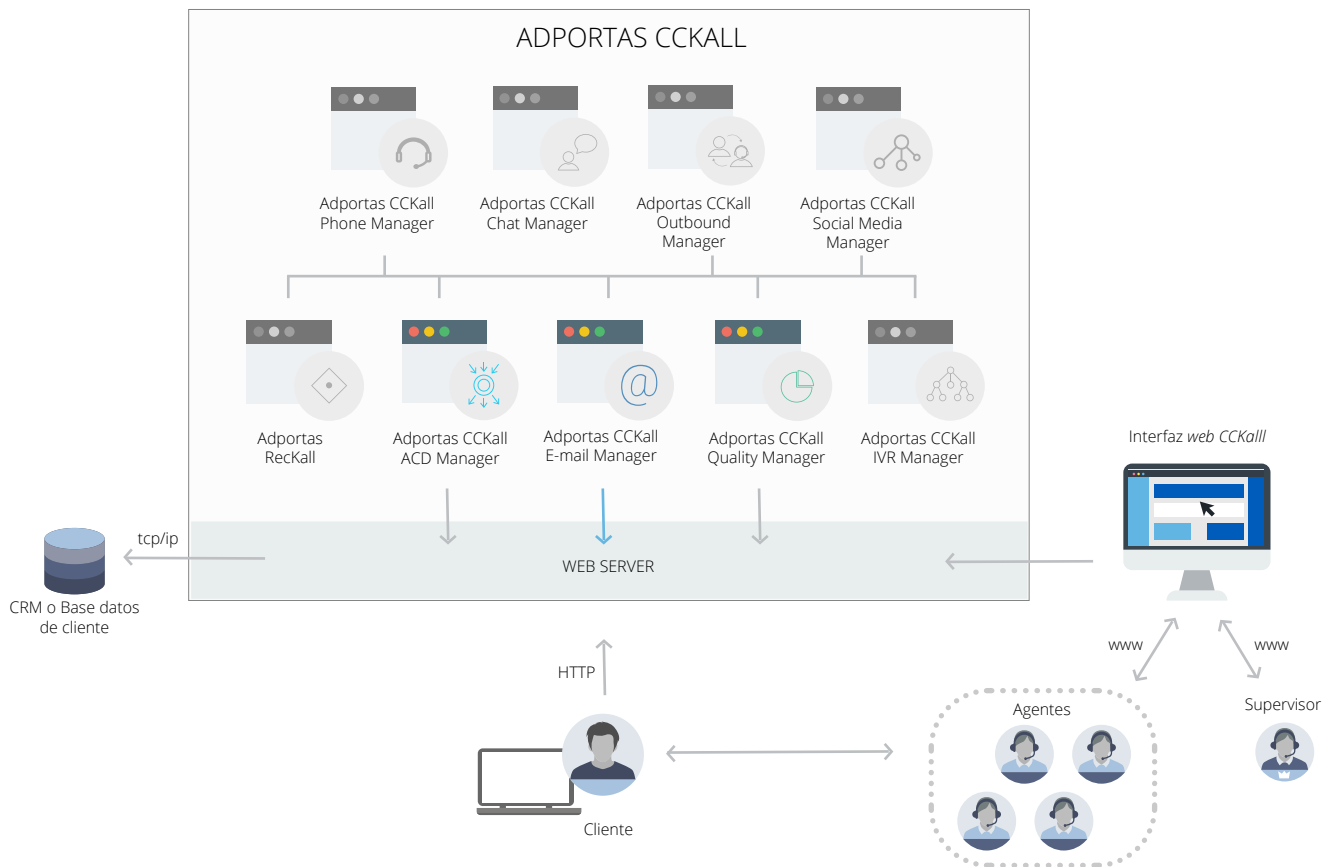 ADPORTAS CCKALL
Adportas CCKall
Phone Manager
Adportas CCKall
Chat Manager
Adportas CCKall
Outbound
Manager
Adportas CCKall
Social Media
Manager
Adportas
RecKall
Adportas CCKall
ACD Manager
@
Adportas CCKall
E-mail Manager
Adportas CCKall
Quality Manager
Adportas CCKall
IVR Manager
Interfaz web CCKalll
tcp/ip
WEB SERVER
CRM o Base datos
de cliente
HTTP
www
www
Agentes
Supervisor
Cliente